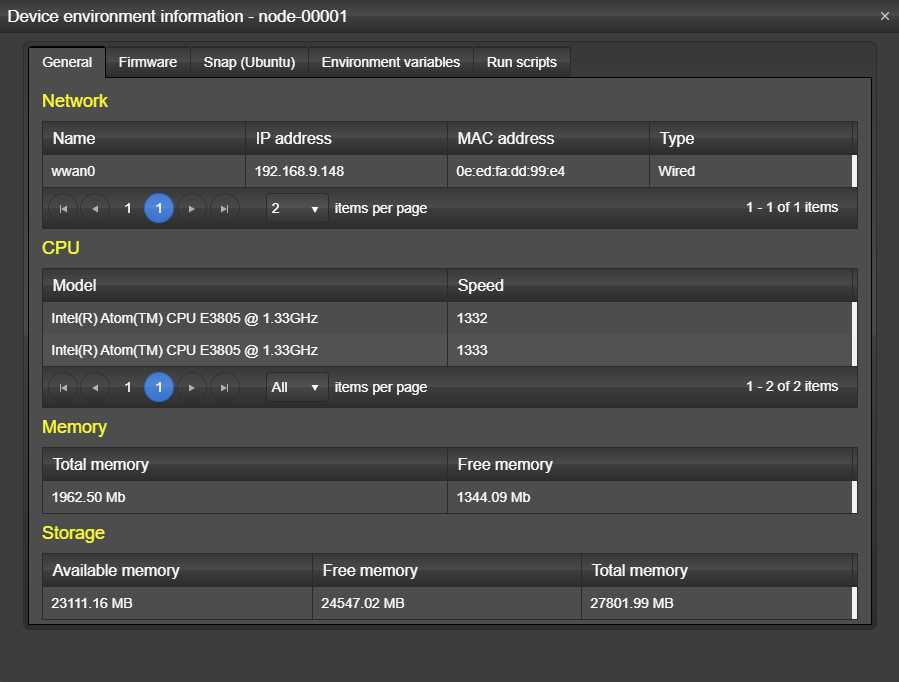 Device environment information - node-00001 ×
General Firmware Snap (Ubuntu) Environment variables Run scripts
Network
Name IP address MAC address Type
wwan0 192.168.9.148 0e:ed:fa:dd:99:e4 Wired
1 1 2 items per page 1 - 1 of 1 items
CPU
Model Speed
Intel(R) Atom(TM) CPU E3805 @ 1.33GHz 1332
Intel(R) Atom(TM) CPU E3805 @ 1.33GHz 1333
1 1 All items per page 1 - 2 of 2 items
Memory
Total memory Free memory
1962.50 Mb 1344.09 Mb
Storage
Available memory Free memory Total memory
23111.16 MB 24547.02 MB 27801.99 MB